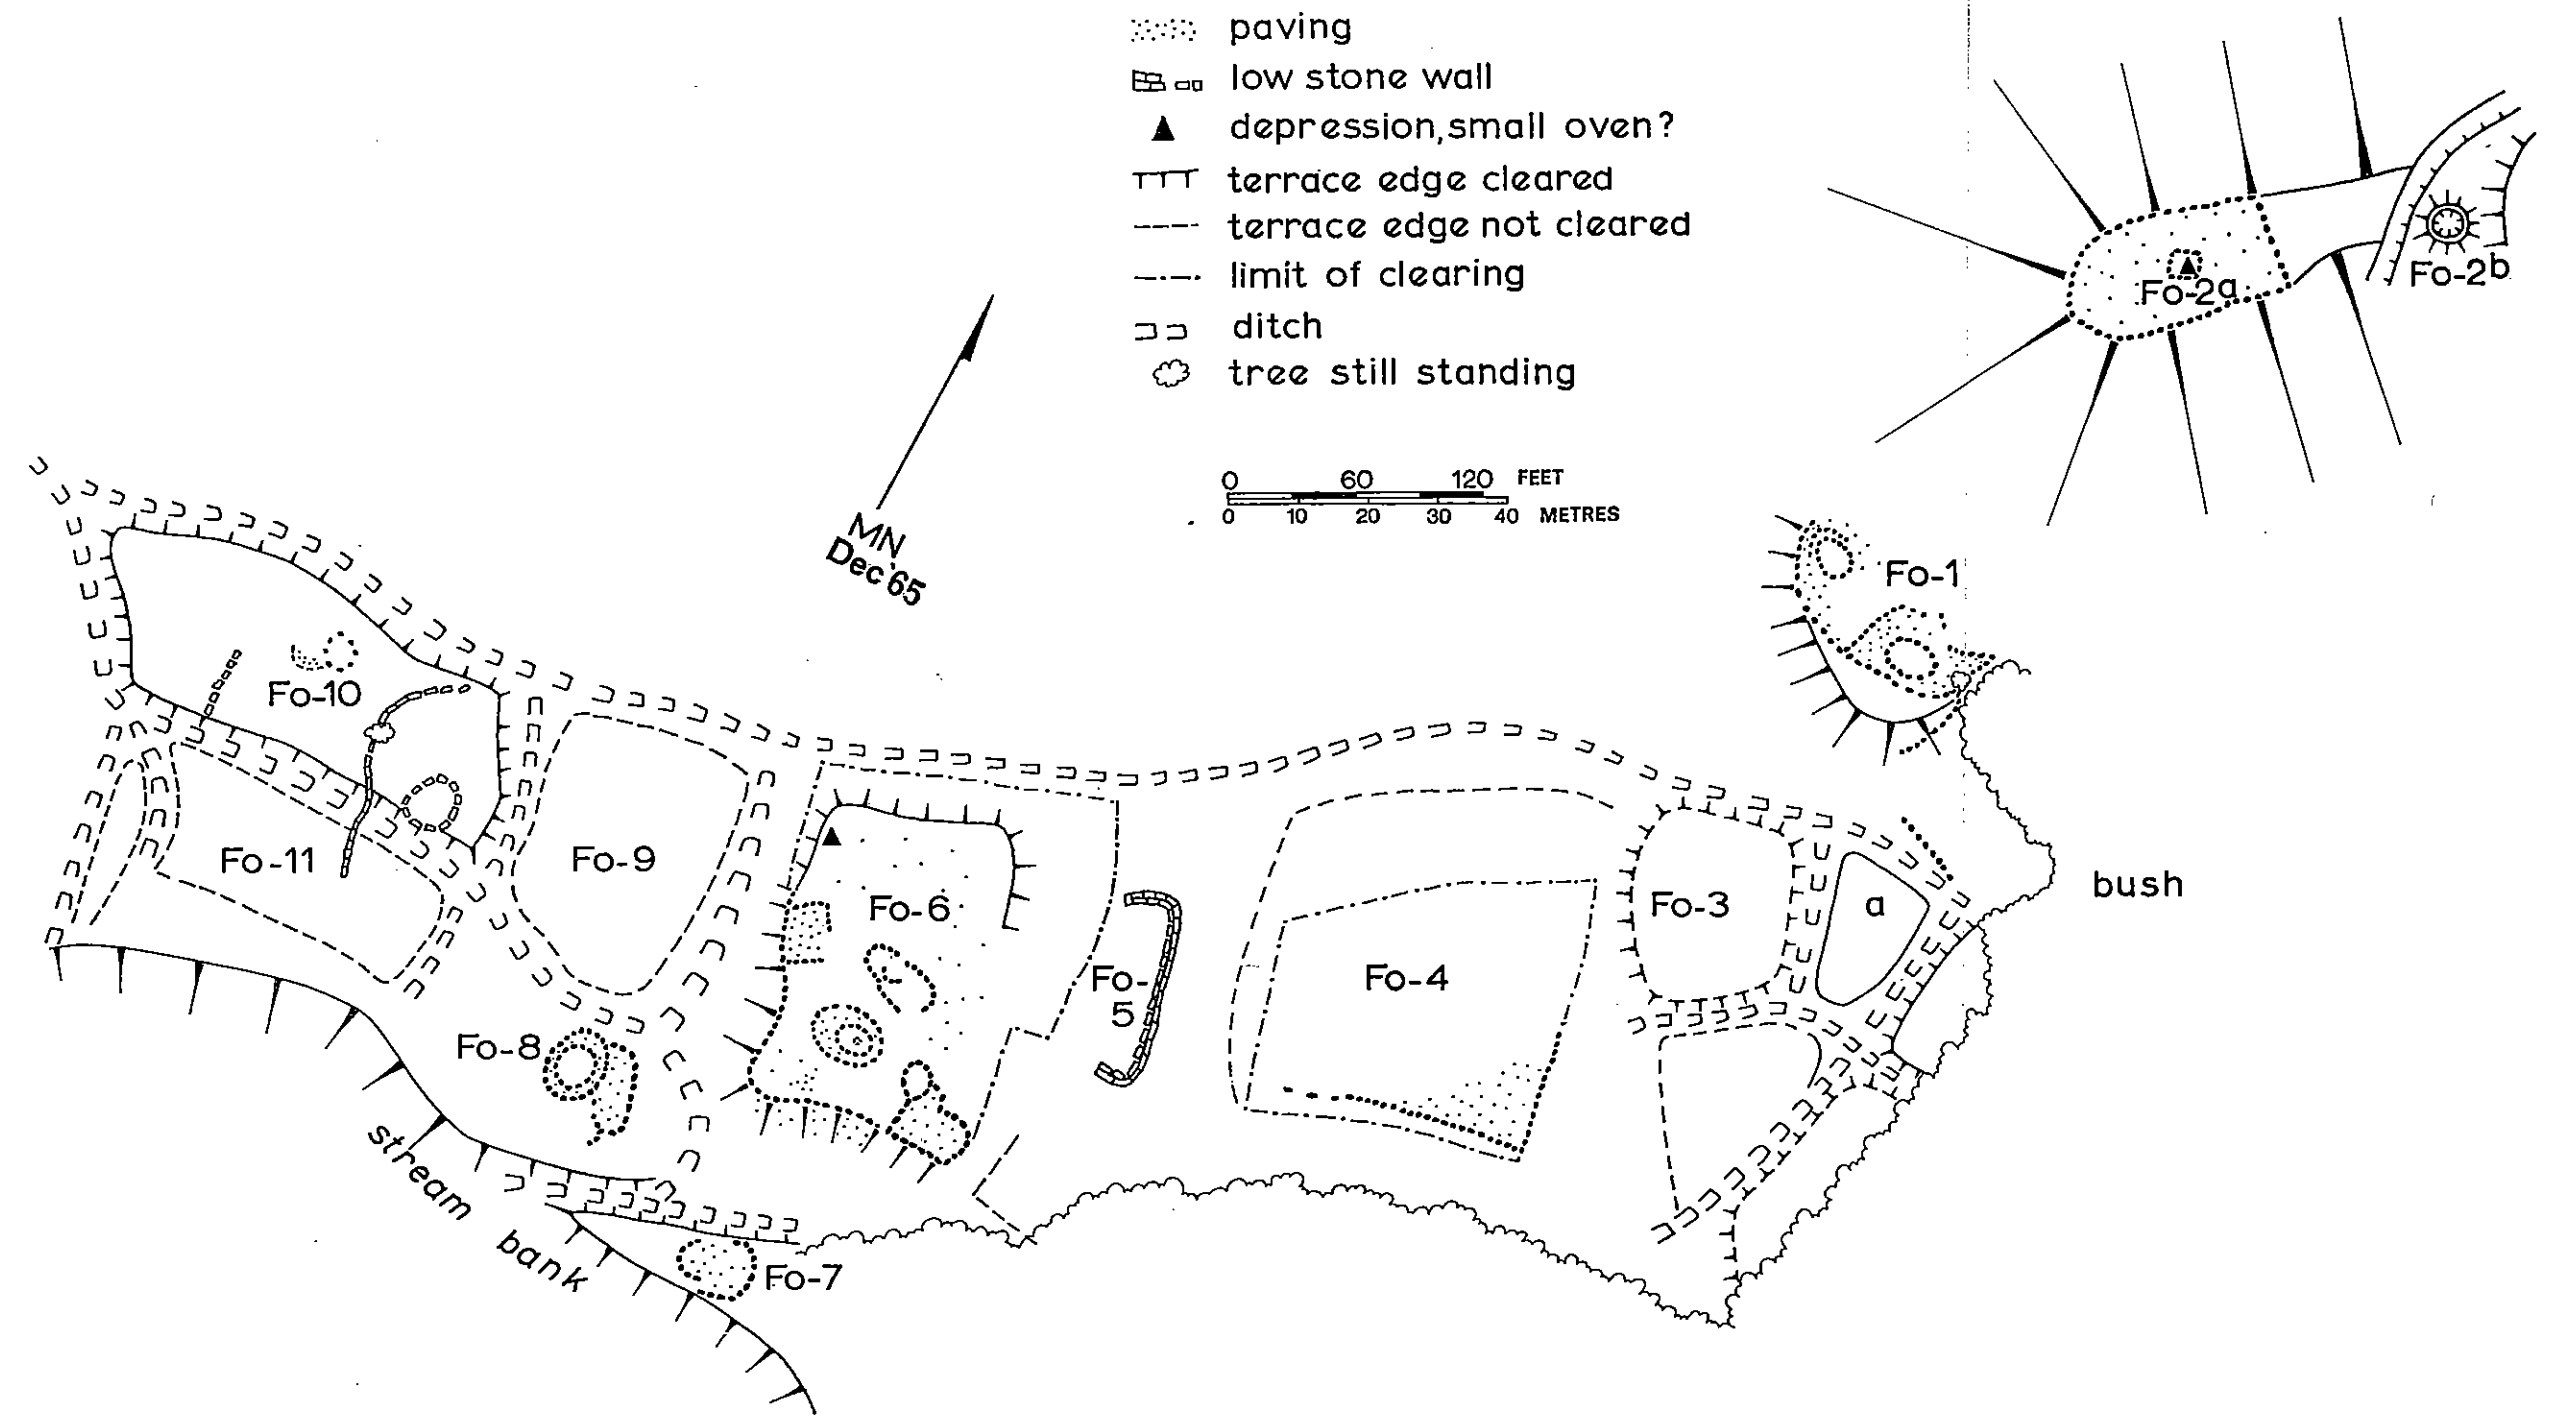 paving
low stone wall
depression, small oven?
terrace edge cleared
terrace edge not cleared
limit of clearing
ditch
tree still standing
0 60 120 FEET
0 10 20 30 40 METRES
MN
Dec '65
Fo-2a
Fo-2b
Fo-1
Fo-10
Fo-11
Fo-9
Fo-6
Fo-
5
Fo-4
Fo-3
a
bush
Fo-8
Fo-7
stream bank